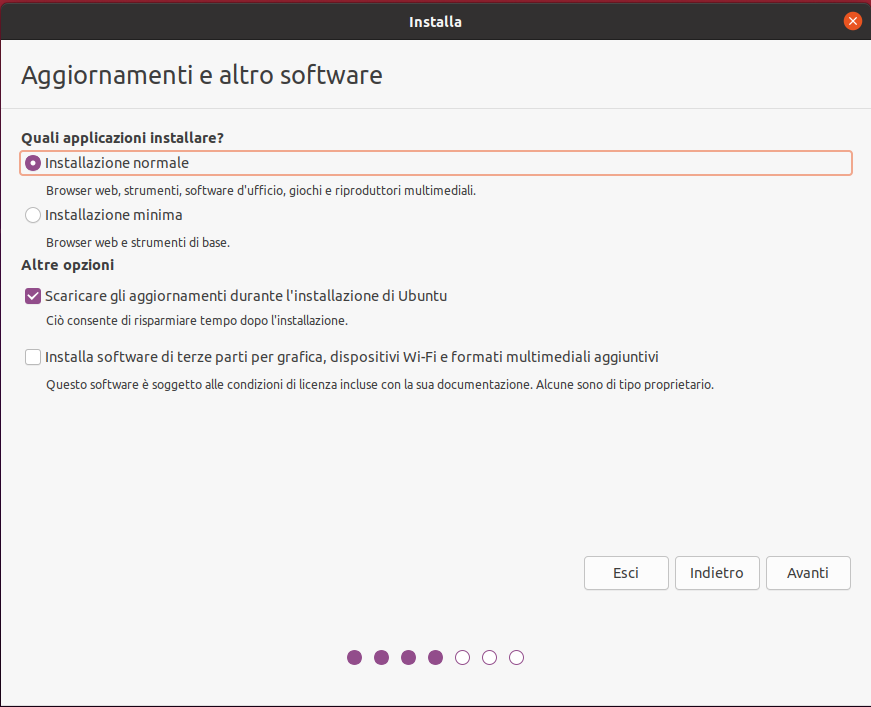 Installa
Aggiornamenti e altro software
Quali applicazioni installare?
Installazione normale
Browser web, strumenti, software d'ufficio, giochi e riproduttori multimediali.
Installazione minima
Browser web e strumenti di base.
Altre opzioni
Scaricare gli aggiornamenti durante l'installazione di Ubuntu
Ciò consente di risparmiare tempo dopo l'installazione.
Installa software di terze parti per grafica, dispositivi Wi-Fi e formati multimediali aggiuntivi
Questo software è soggetto alle condizioni di licenza incluse con la sua documentazione. Alcune sono di tipo proprietario.
Esci Indietro Avanti